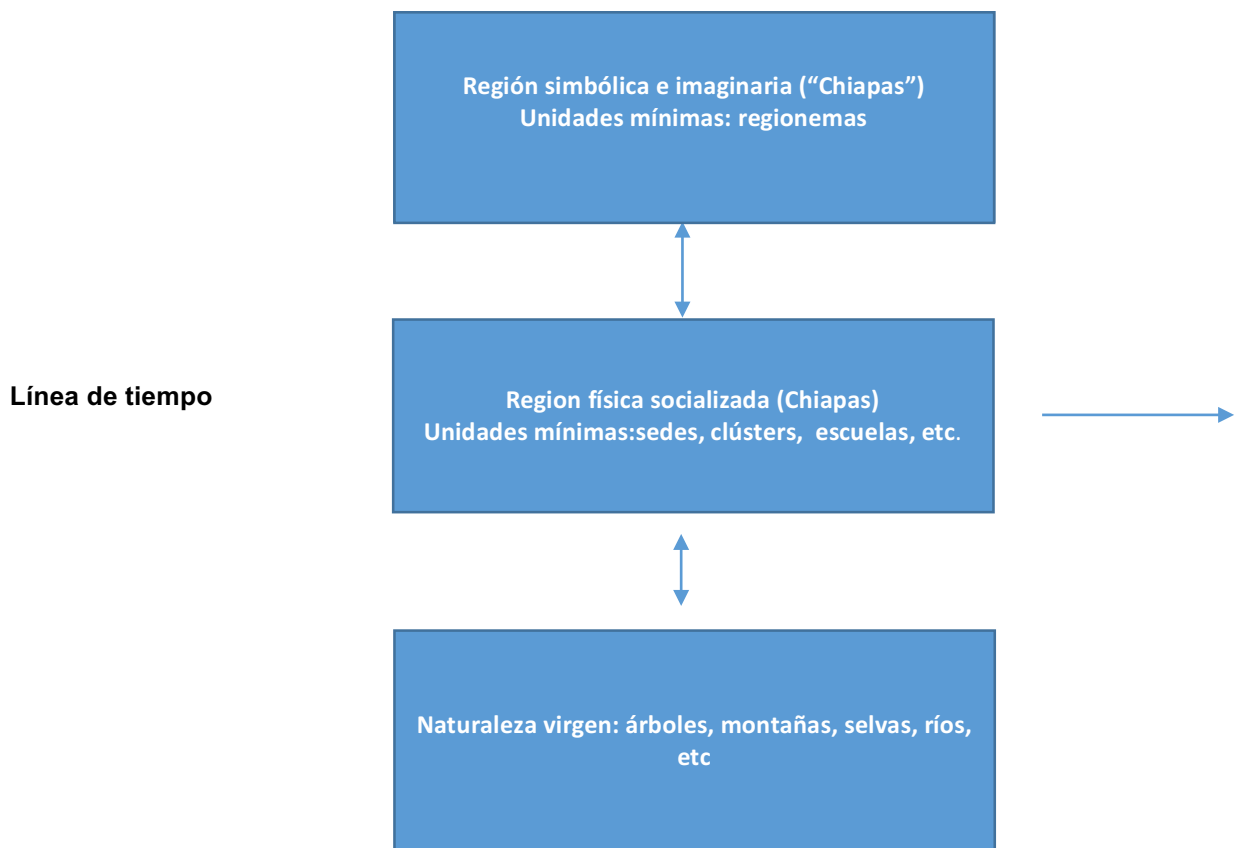 Región simbólica e imaginaria (“Chiapas”)
Unidades mínimas: regionemas
Línea de tiempo
Region física socializada (Chiapas)
Unidades mínimas:sedes, clústers, escuelas, etc.
Naturaleza virgen: árboles, montañas, selvas, ríos,
etc